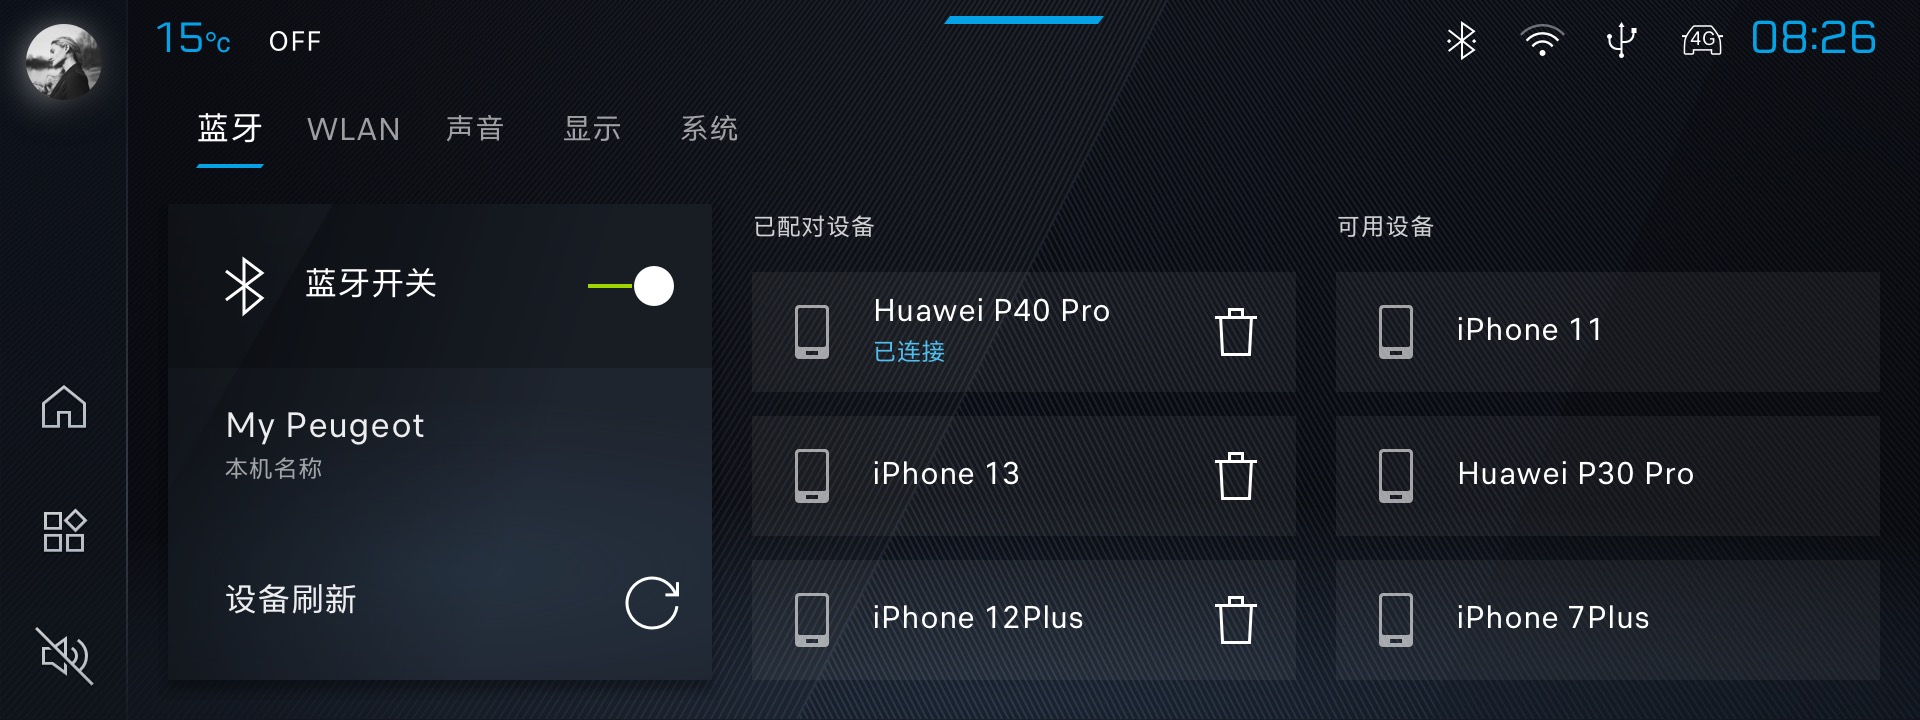 15°C OFF
4G 08:26
蓝牙 WLAN 声音 显示 系统
蓝牙开关
My Peugeot
本机名称
设备刷新
已配对设备
Huawei P40 Pro
已连接
iPhone 13
iPhone 12Plus
可用设备
iPhone 11
Huawei P30 Pro
iPhone 7Plus